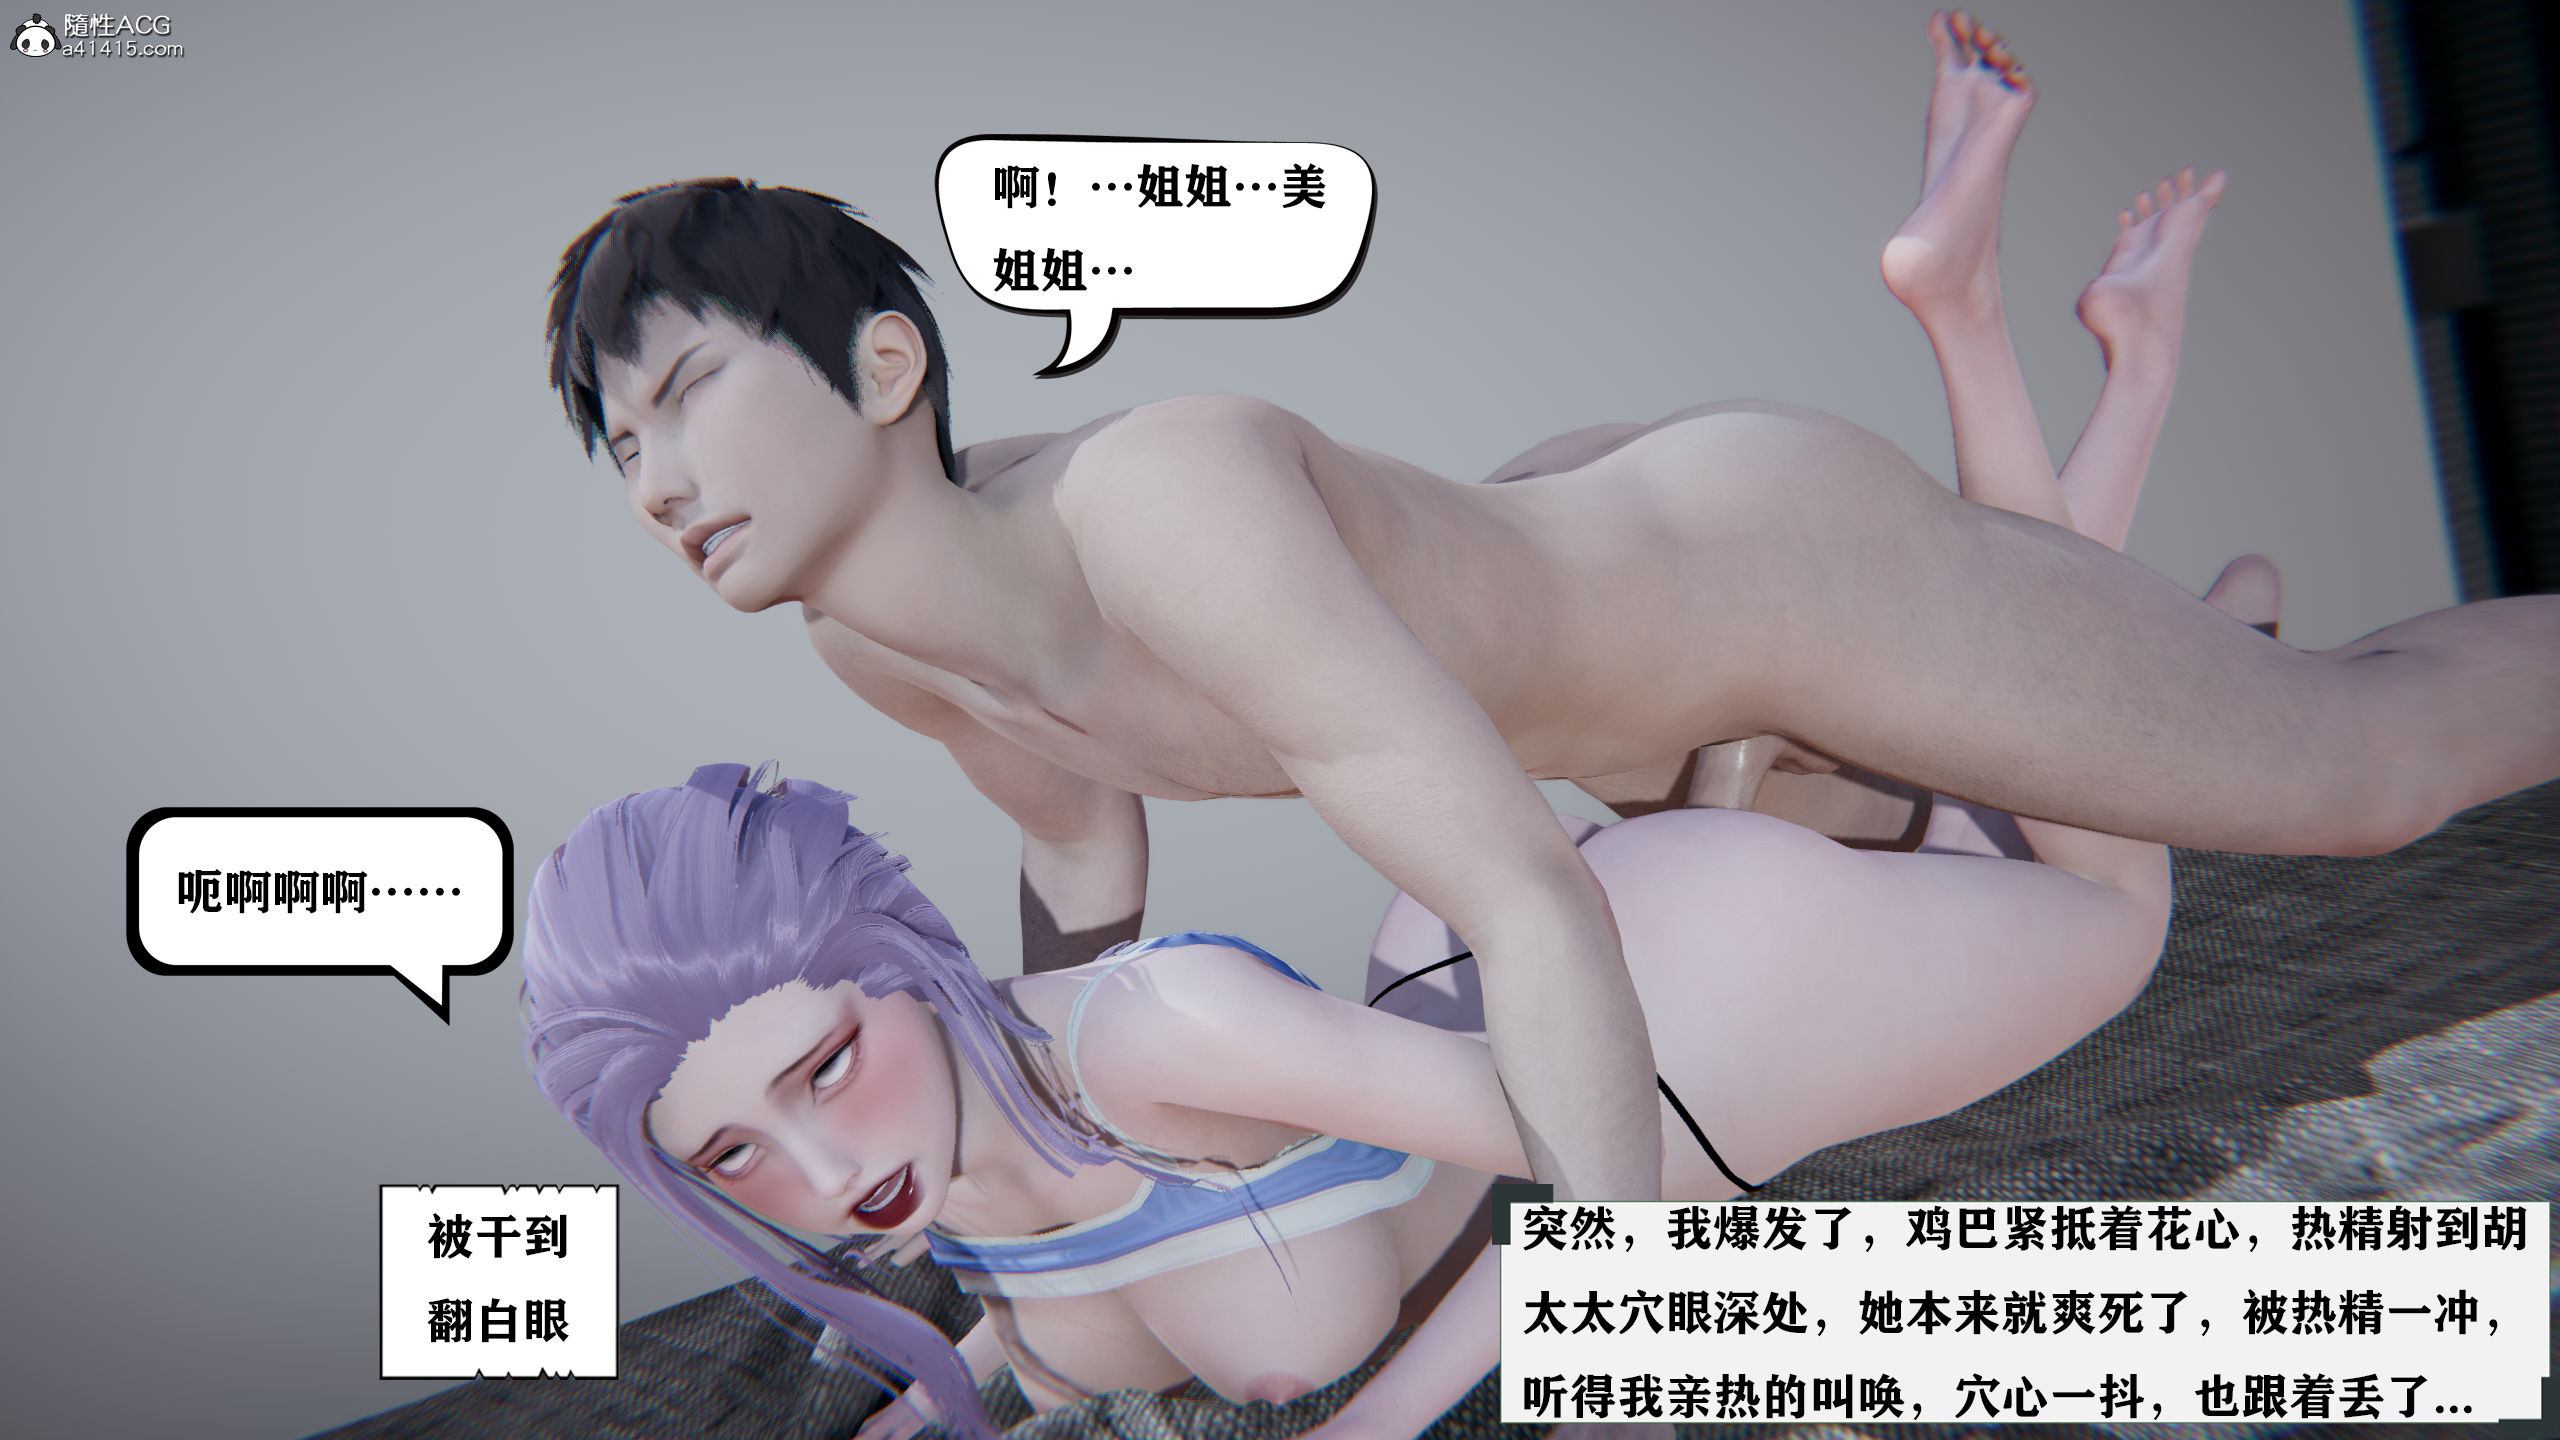 隨性ACG
a41415.com
啊！…姐姐…美
姐姐…
呃啊啊啊……
被干到
翻白眼
突然，我爆发了，鸡巴紧抵着花心，热精射到胡
太太穴眼深处，她本来就爽死了，被热精一冲，
听得我亲热的叫唤，穴心一抖，也跟着丢了...